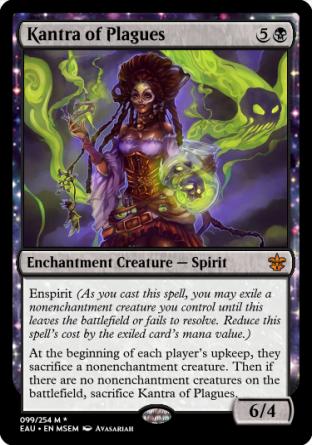 Kantra of Plagues 5
Enchantment Creature — Spirit
Enspirit (As you cast this spell, you may exile a
nonenchantment creature you control until this
leaves the battlefield or fails to resolve. Reduce this
spell's cost by the exiled card's mana value.)
At the beginning of each player's upkeep, they
sacrifice a nonenchantment creature. Then if
there are no nonenchantment creatures on the
battlefield, sacrifice Kantra of Plagues.
6/4
099/254 M *
EAU • EN MSEM Avasariah